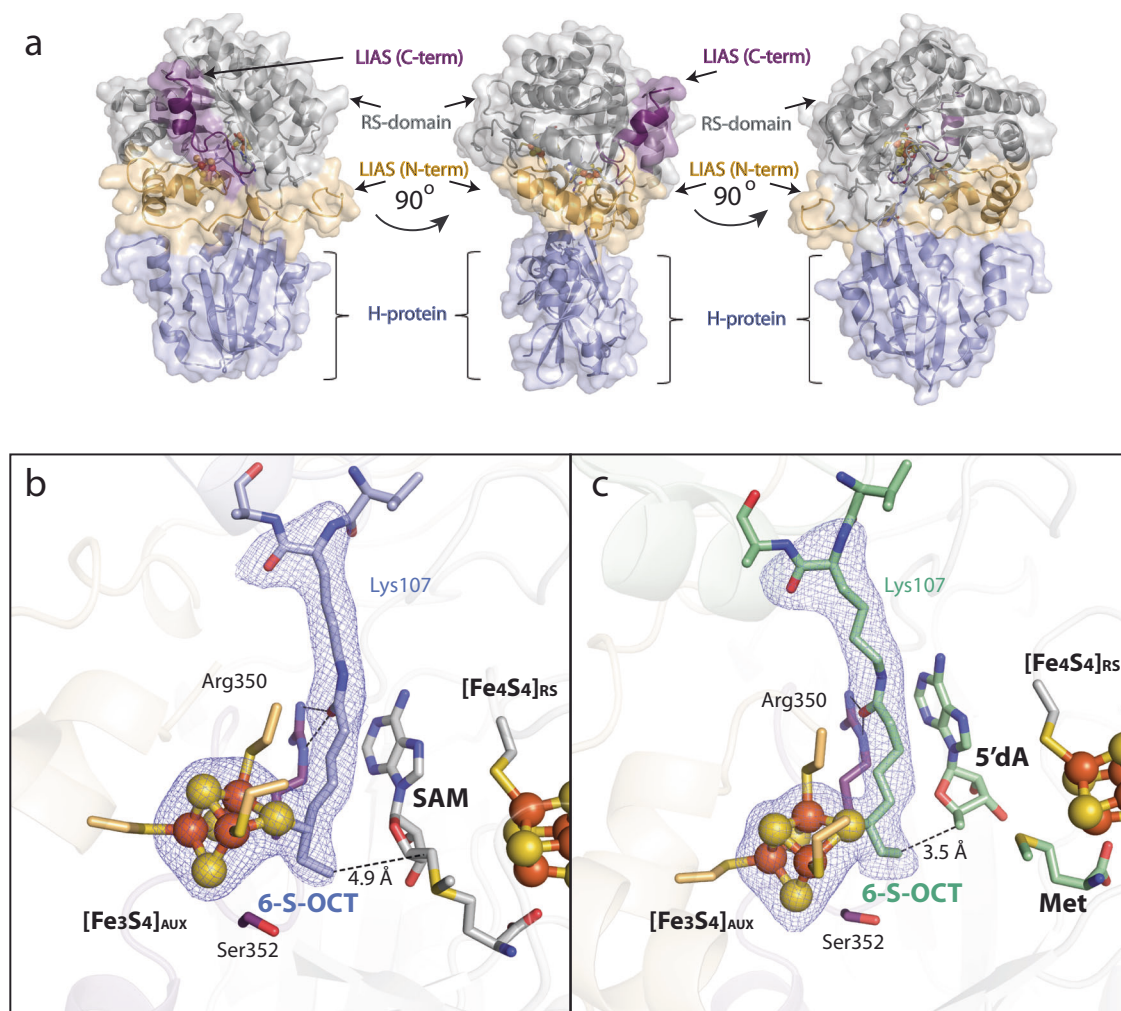 a
LIAS (C-term)
LIAS (C-term)
RS-domain
RS-domain
LIAS (N-term)
LIAS (N-term)
90°
90°
H-protein
H-protein
b
Lys107
Arg350
[Fe4S4]RS
SAM
4.9 Å
6-S-OCT
[Fe3S4]AUX
Ser352
c
Lys107
[Fe4S4]RS
Arg350
5'dA
3.5 Å
6-S-OCT
Met
[Fe3S4]AUX
Ser352